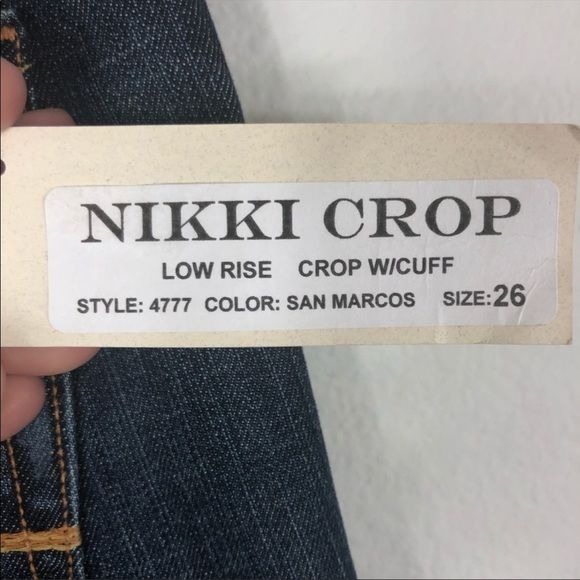 NIKKI CROP
LOW RISE CROP W/CUFF
STYLE: 4777 COLOR: SAN MARCOS SIZE: 26